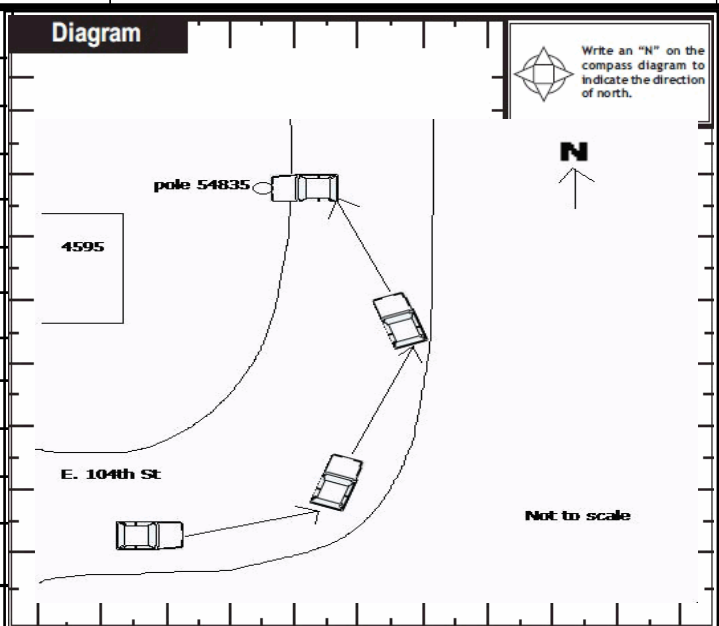 Diagram
Write an “N” on the
compass diagram to
indicate the direction
of north.
N
pole 54835
4595
E. 104th St
Not to scale